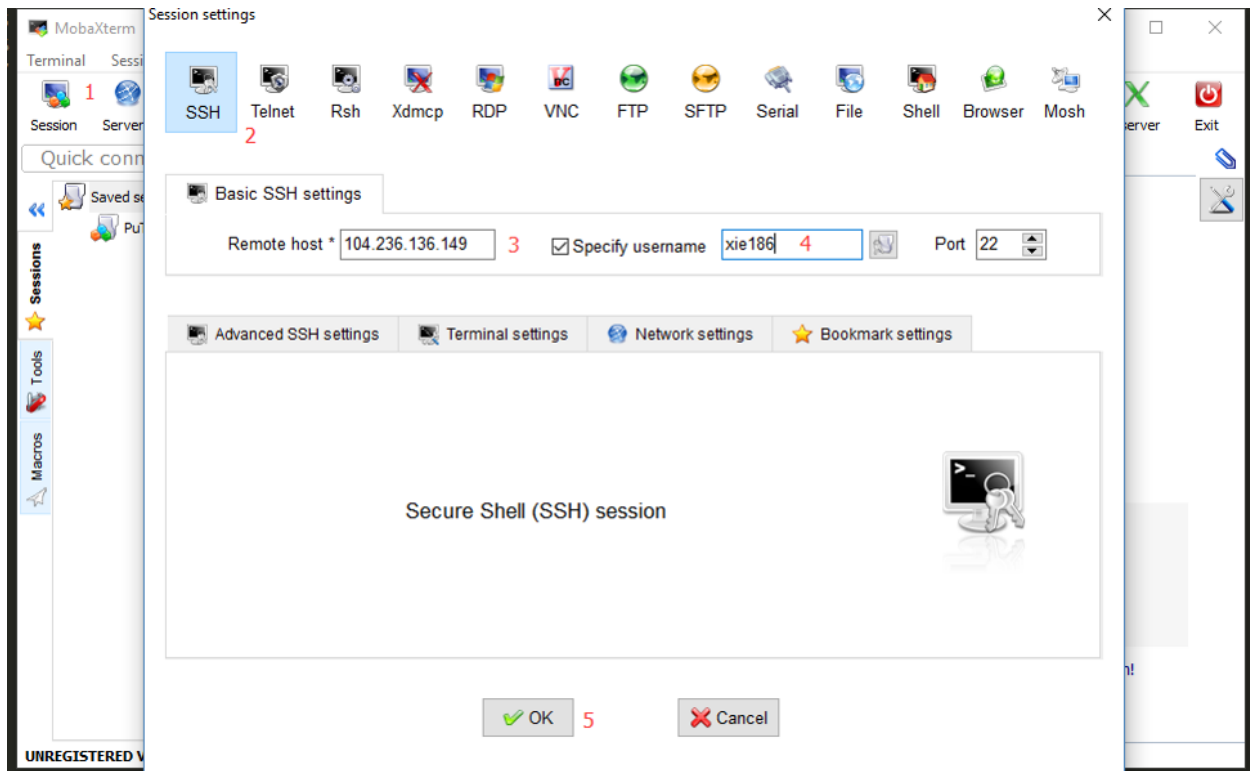 Session settings
MobaXterm
Terminal Sessi
1
Session Server
Quick conn
SSH Telnet Rsh Xdmcp RDP VNC FTP SFTP Serial File Shell Browser Mosh
2
server Exit
Saved se
PuT
Sessions
Tools
Macros
Basic SSH settings
Remote host * 104.236.136.149 3 Specify username xie186 4 Port 22
Advanced SSH settings Terminal settings Network settings Bookmark settings
Secure Shell (SSH) session
n!
OK 5 Cancel
UNREGISTERED V